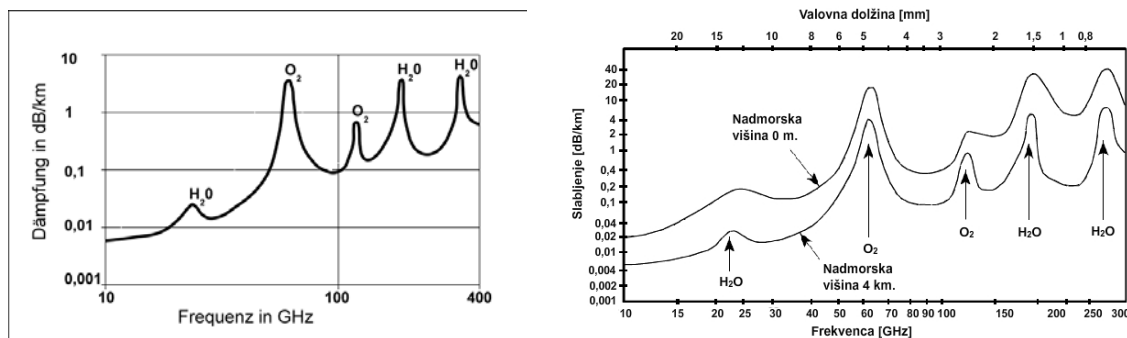 Dämpfung in dB/km
10
1
0,1
0,01
0,001
H₂0
O₂
O₂
H₂0
H₂0
10
100
400
Frequenz in GHz
Valovna dolžina [mm]
20
15
10
8
6
5
4
3
2
1,5
1
0,8
Slabljenje [dB/km]
40
20
10
4
2
1
0,4
0,2
0,1
0,04
0,02
0,01
0,004
0,002
0,001
Nadmorska
višina 0 m.
H₂O
Nadmorska
višina 4 km.
O₂
O₂
H₂O
H₂O
10
15
20
30
40
50
60
70
80
90
100
150
200
250
300
Frekvenca [GHz]